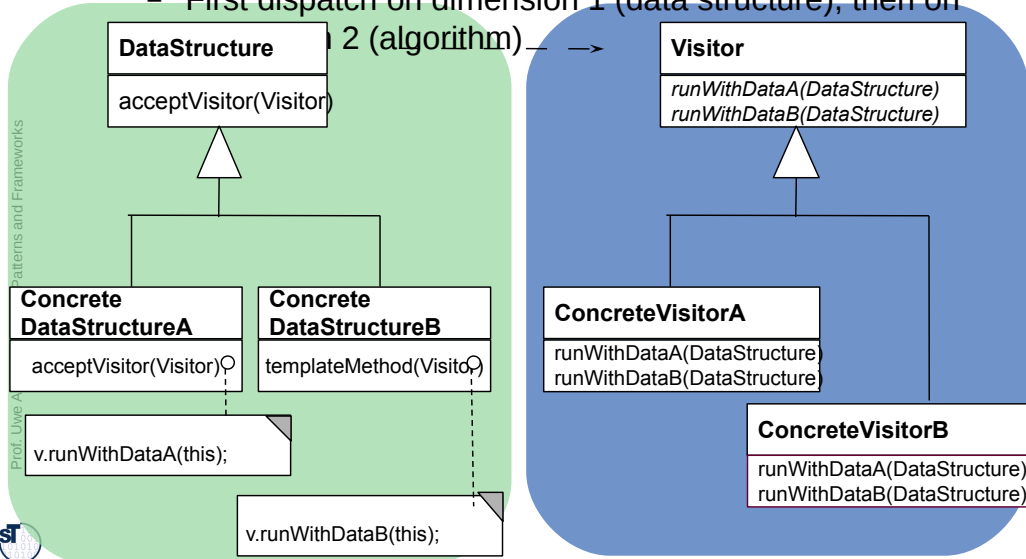 – First dispatch on dimension 1 (data structure), then on
2 (algorithm)
DataStructure
acceptVisitor(Visitor)
Visitor
runWithDataA(DataStructure)
runWithDataB(DataStructure)
Concrete
DataStructureA
acceptVisitor(Visitor)
Concrete
DataStructureB
templateMethod(Visitor)
ConcreteVisitorA
runWithDataA(DataStructure)
runWithDataB(DataStructure)
v.runWithDataA(this);
ConcreteVisitorB
runWithDataA(DataStructure)
runWithDataB(DataStructure)
v.runWithDataB(this);
Prof. Uwe A
Patterns and Frameworks
sT